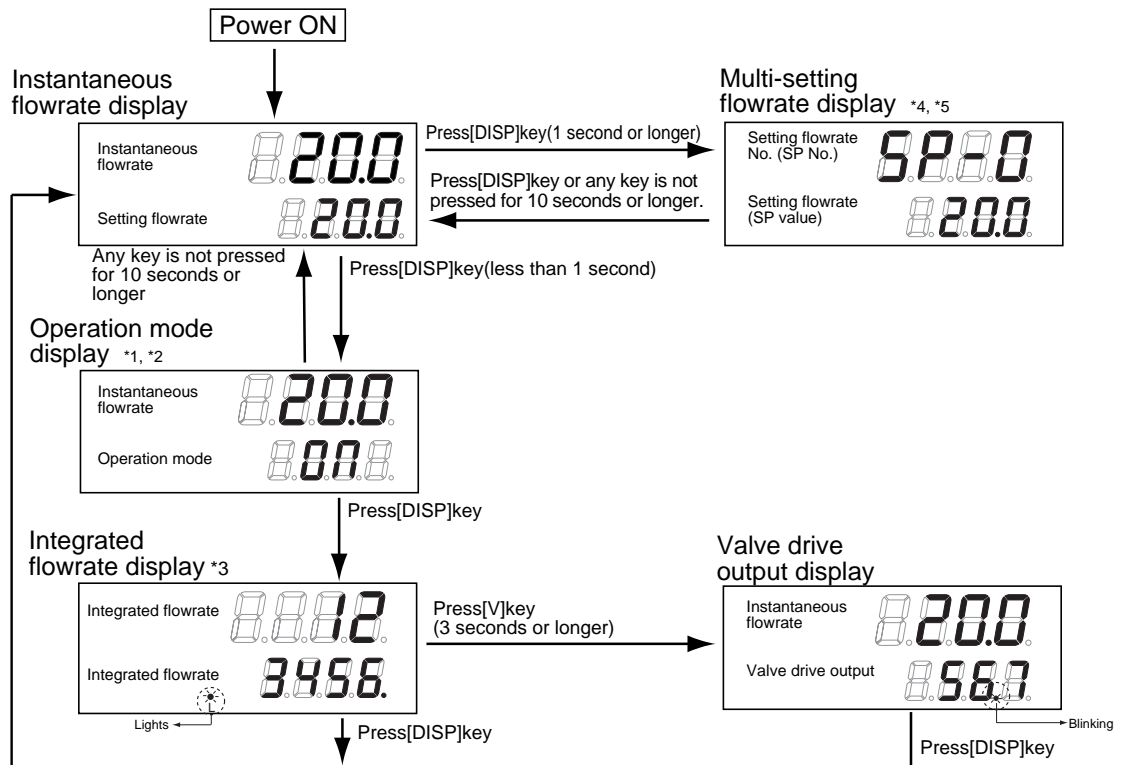 Power ON
Instantaneous
flowrate display
Instantaneous
flowrate
20.0
Setting flowrate
20.0
Press[DISP]key(1 second or longer)
Press[DISP]key or any key is not
pressed for 10 seconds or longer.
Multi-setting
flowrate display *4, *5
Setting flowrate
No. (SP No.)
SP-0
Setting flowrate
(SP value)
20.0
Any key is not pressed
for 10 seconds or
longer
Press[DISP]key(less than 1 second)
Operation mode
display *1, *2
Instantaneous
flowrate
20.0
Operation mode
on
Press[DISP]key
Integrated
flowrate display *3
Integrated flowrate
12
Integrated flowrate
L
3456.
Lights
Press[V]key
(3 seconds or longer)
Valve drive
output display
Instantaneous
flowrate
20.0
Valve drive output
56.7
Blinking
Press[DISP]key
Press[DISP]key